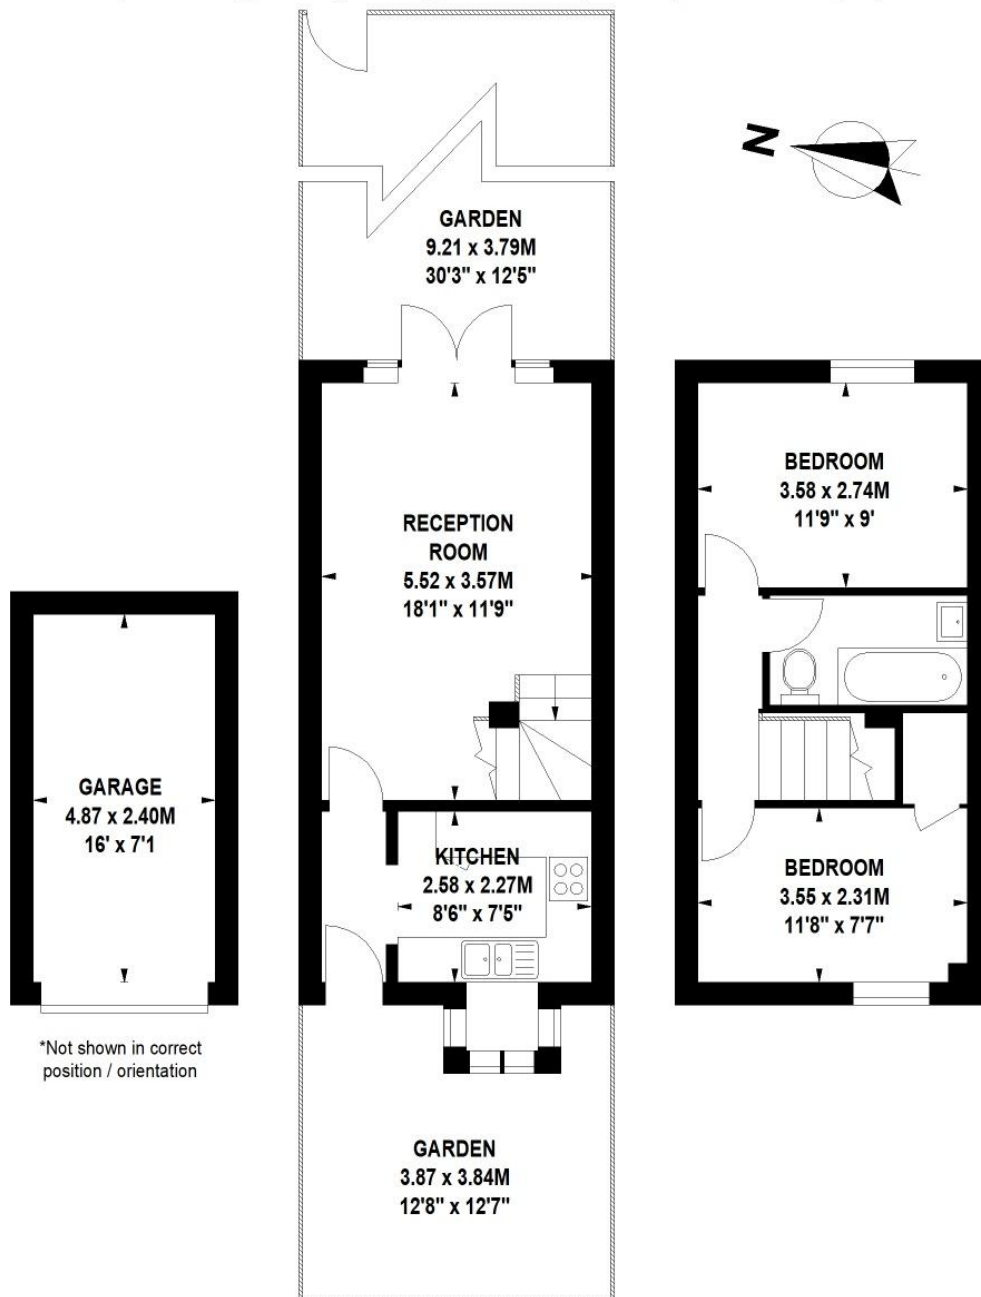 N
GARDEN
9.21 x 3.79M
30'3" x 12'5"
RECEPTION
ROOM
5.52 x 3.57M
18'1" x 11'9"
BEDROOM
3.58 x 2.74M
11'9" x 9'
GARAGE
4.87 x 2.40M
16' x 7'1
*Not shown in correct
position / orientation
KITCHEN
2.58 x 2.27M
8'6" x 7'5"
BEDROOM
3.55 x 2.31M
11'8" x 7'7"
GARDEN
3.87 x 3.84M
12'8" x 12'7"